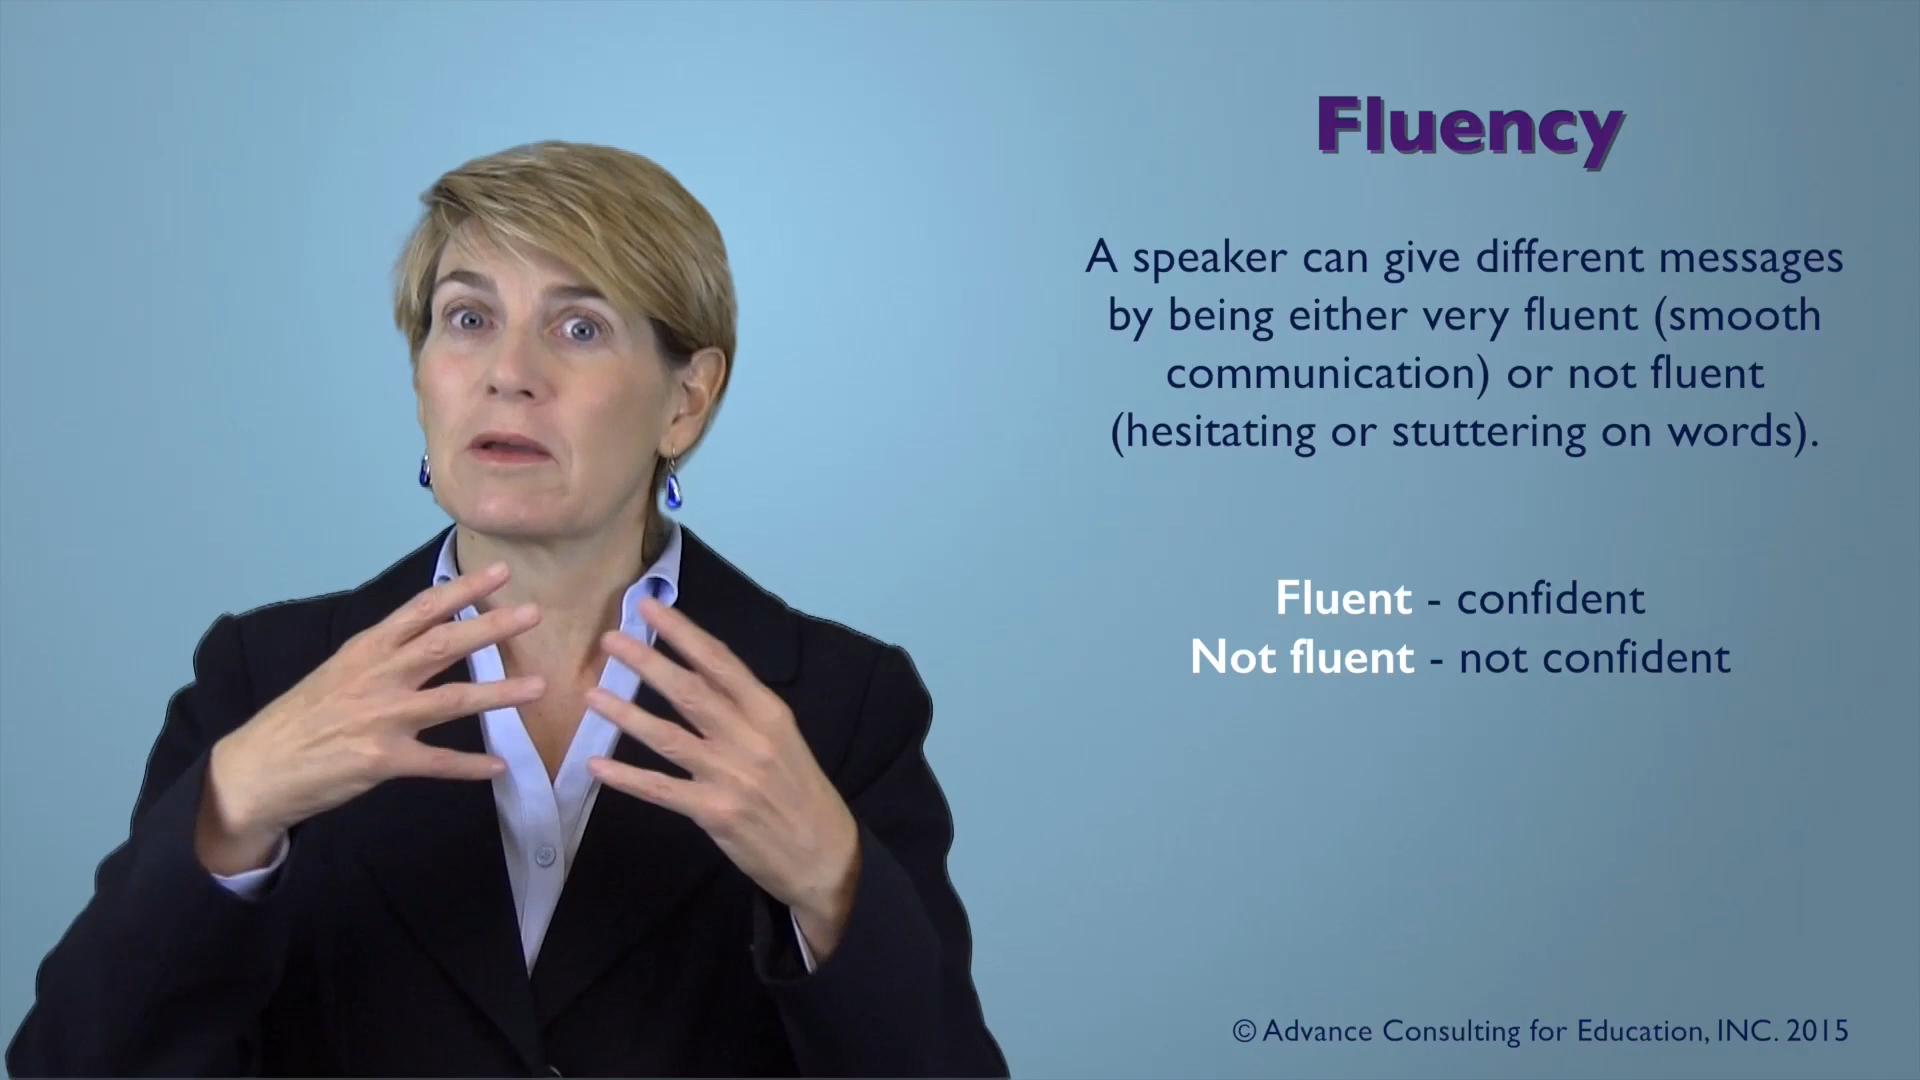 Fluency
A speaker can give different messages
by being either very fluent (smooth
communication) or not fluent
(hesitating or stuttering on words).
Fluent - confident
Not fluent - not confident
© Advance Consulting for Education, INC. 2015